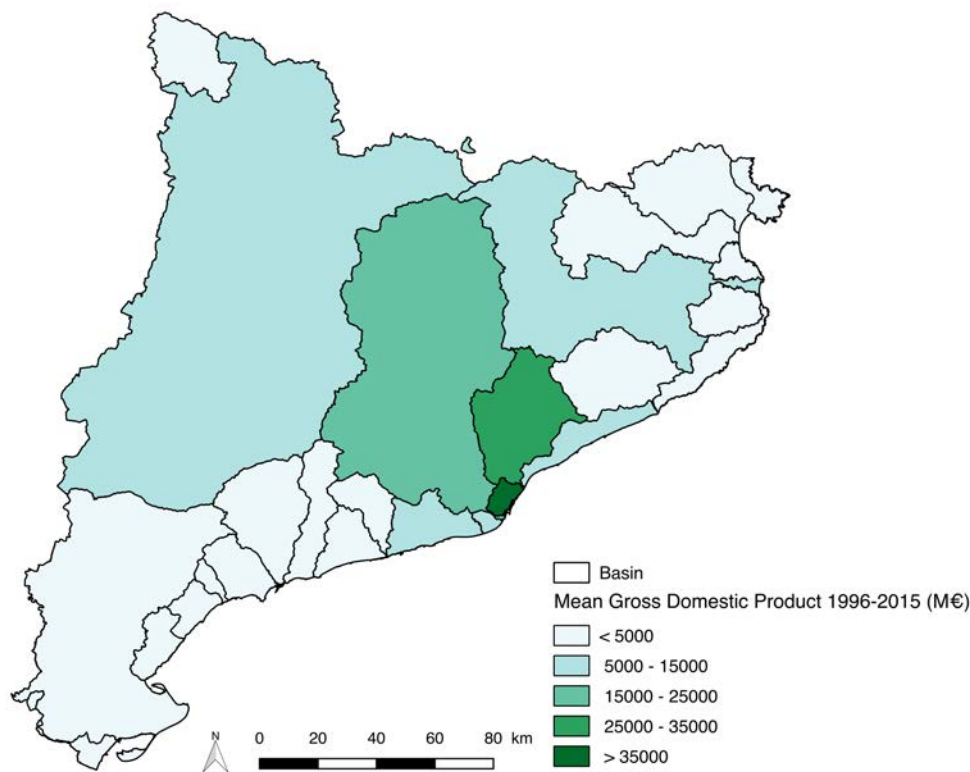 Basin
Mean Gross Domestic Product 1996-2015 (M€)
< 5000
5000 - 15000
15000 - 25000
25000 - 35000
> 35000
N
0 20 40 60 80 km